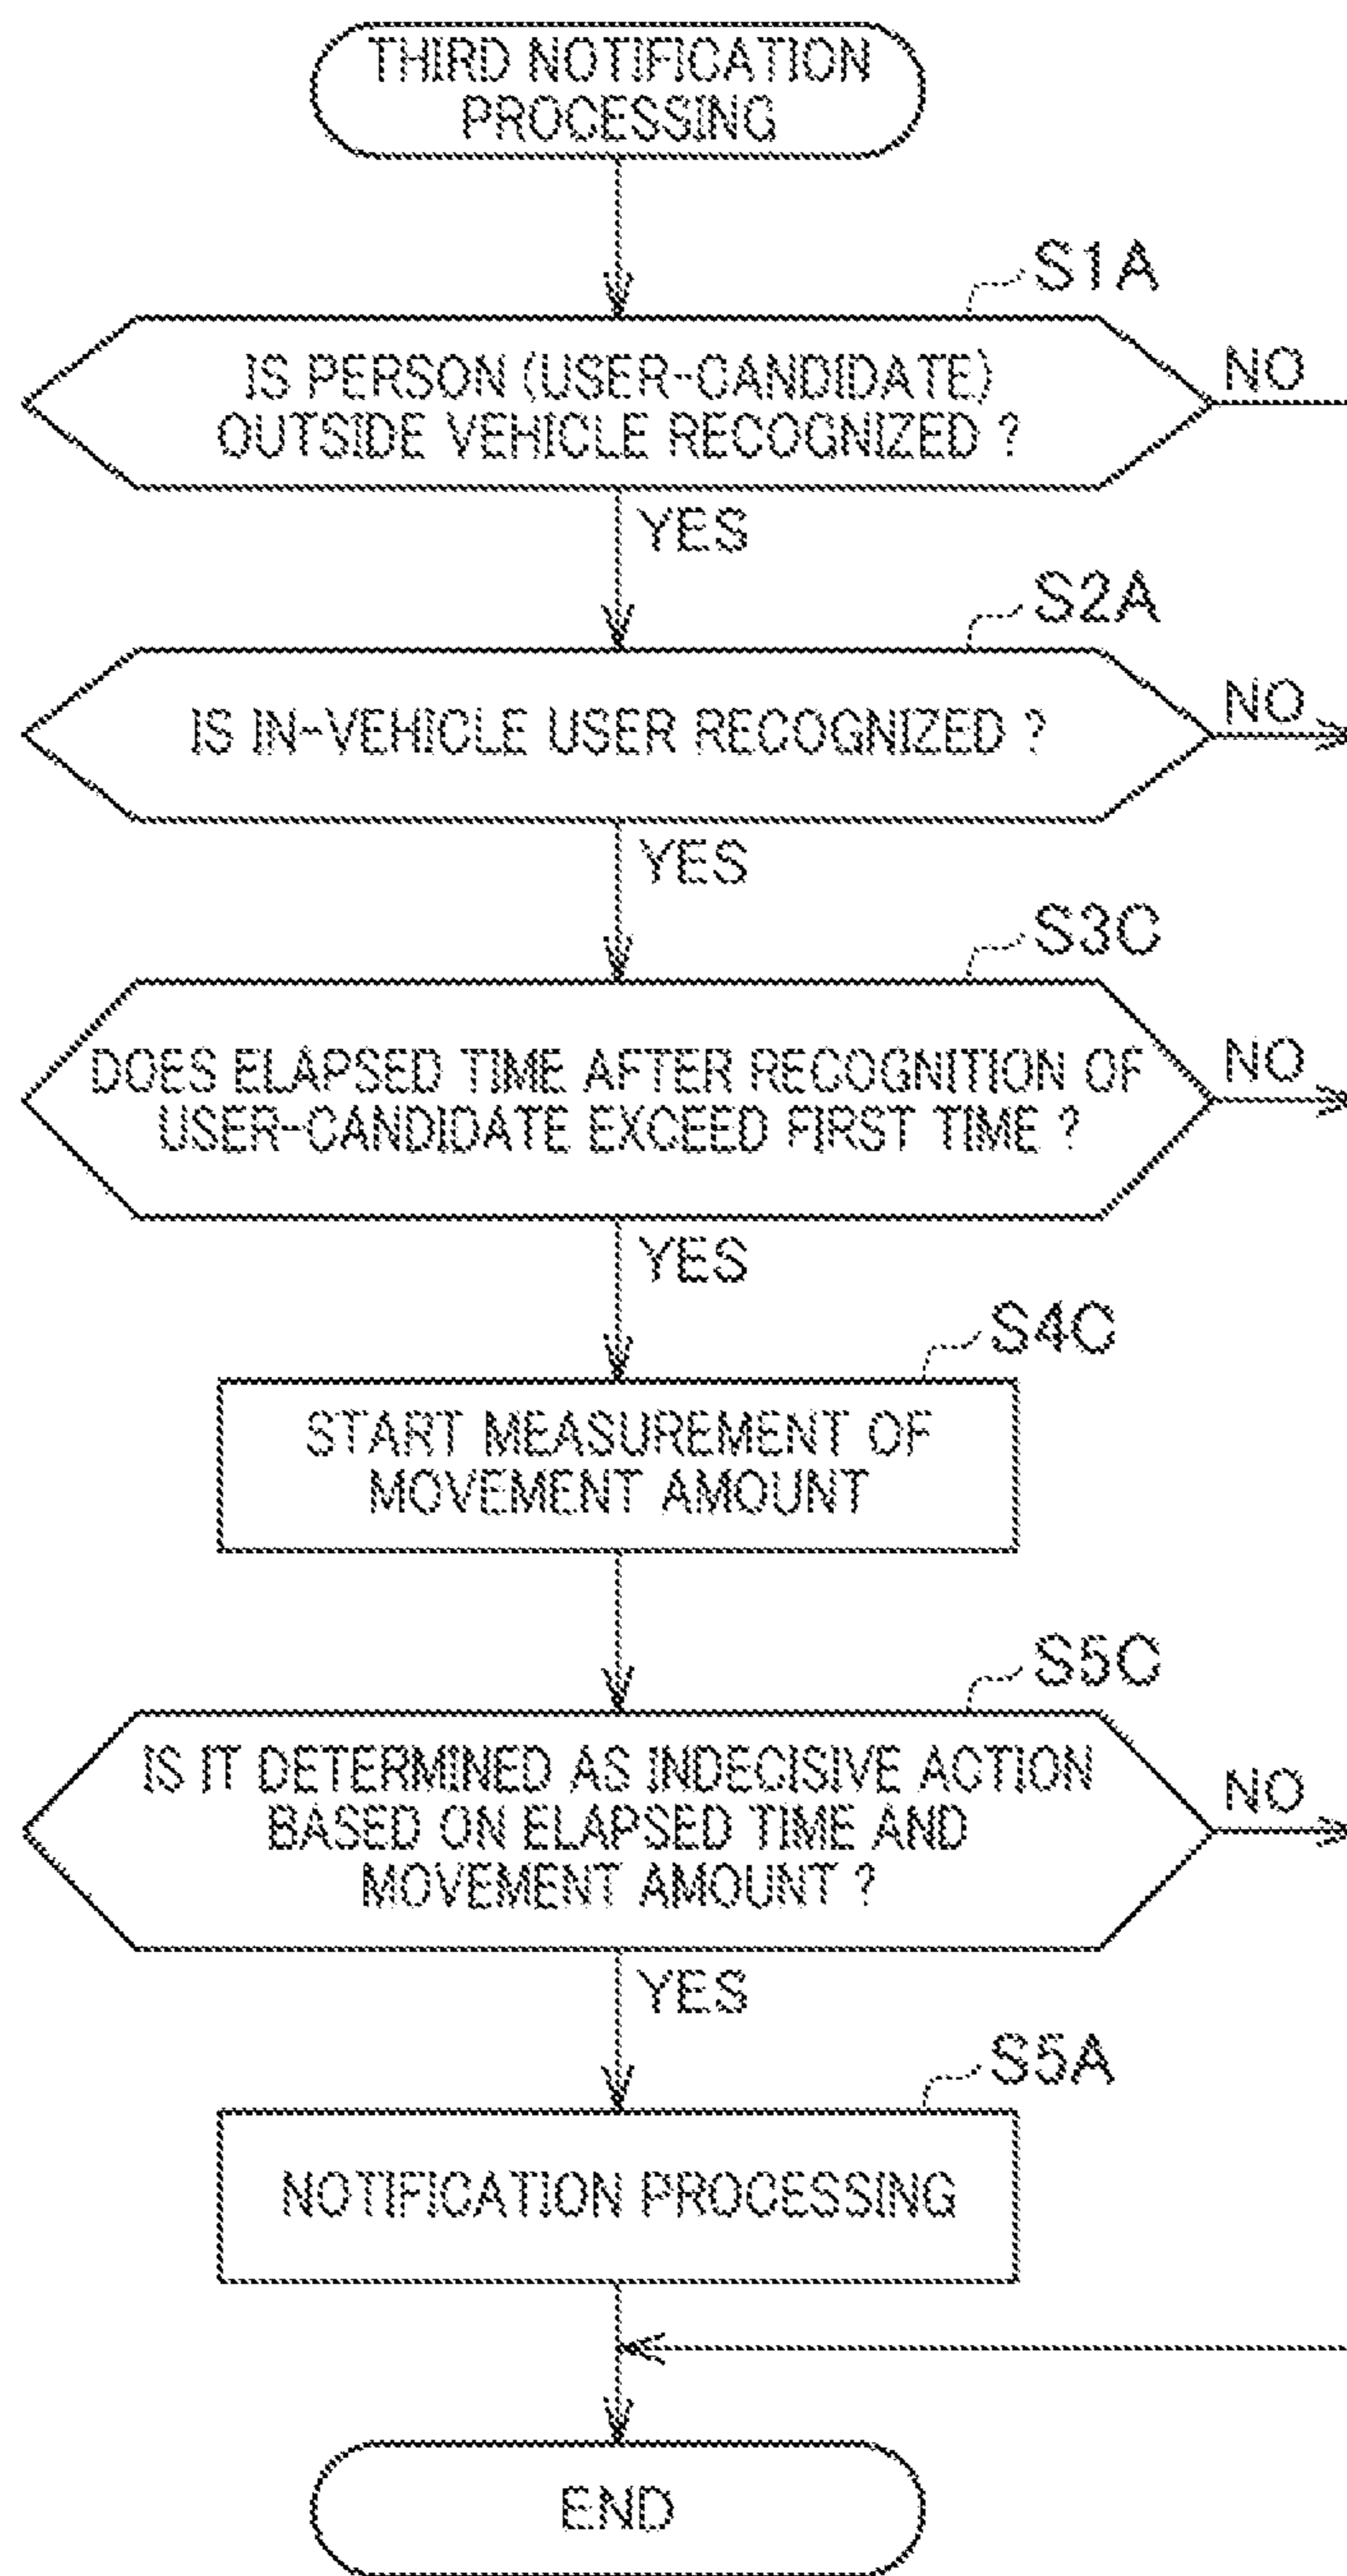 THIRD NOTIFICATION
PROCESSING
S1A
IS PERSON (USER-CANDIDATE)
OUTSIDE VEHICLE RECOGNIZED ?
NO
YES
S2A
IS IN-VEHICLE USER RECOGNIZED ?
NO
YES
S3C
DOES ELAPSED TIME AFTER RECOGNITION OF
USER-CANDIDATE EXCEED FIRST TIME ?
NO
YES
S4C
START MEASUREMENT OF
MOVEMENT AMOUNT
S5C
IS IT DETERMINED AS INDECISIVE ACTION
BASED ON ELAPSED TIME AND
MOVEMENT AMOUNT ?
NO
YES
S5A
NOTIFICATION PROCESSING
END